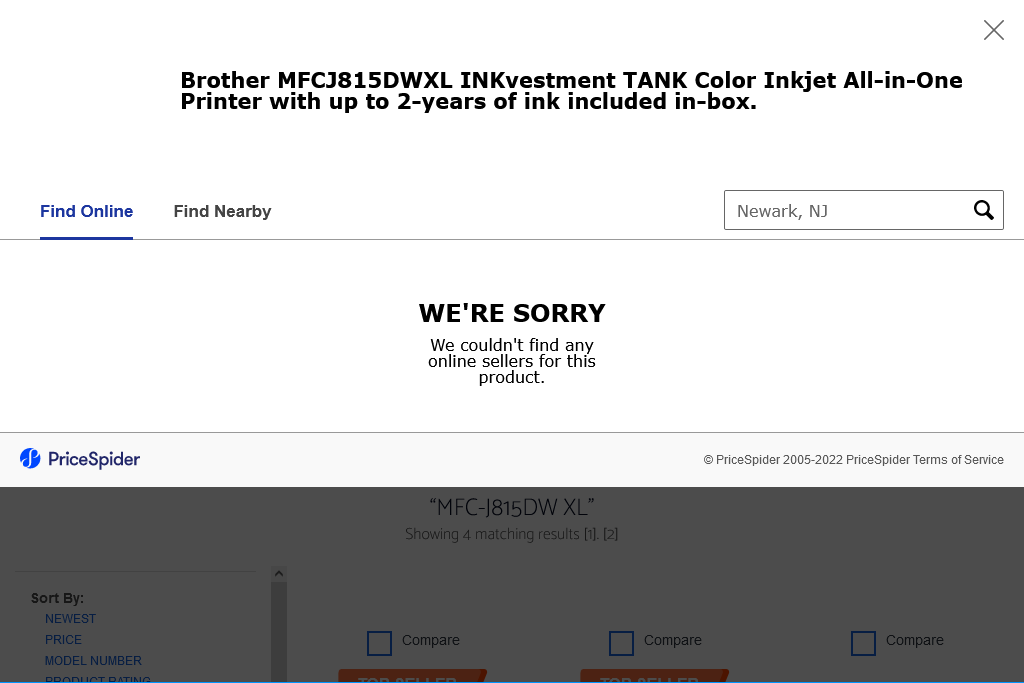 Brother MFCJ815DWXL INKvestment TANK Color Inkjet All-in-One
Printer with up to 2-years of ink included in-box.
Find Online
Find Nearby
Newark, NJ
WE'RE SORRY
We couldn't find any
online sellers for this
product.
PriceSpider
© PriceSpider 2005-2022 PriceSpider Terms of Service
“MFC-J815DW XL”
Showing 4 matching results [1]. [2]
Sort By:
NEWEST
PRICE
MODEL NUMBER
PRODUCT RATING
Compare
Compare
Compare
TOP SELLER
TOP SELLER